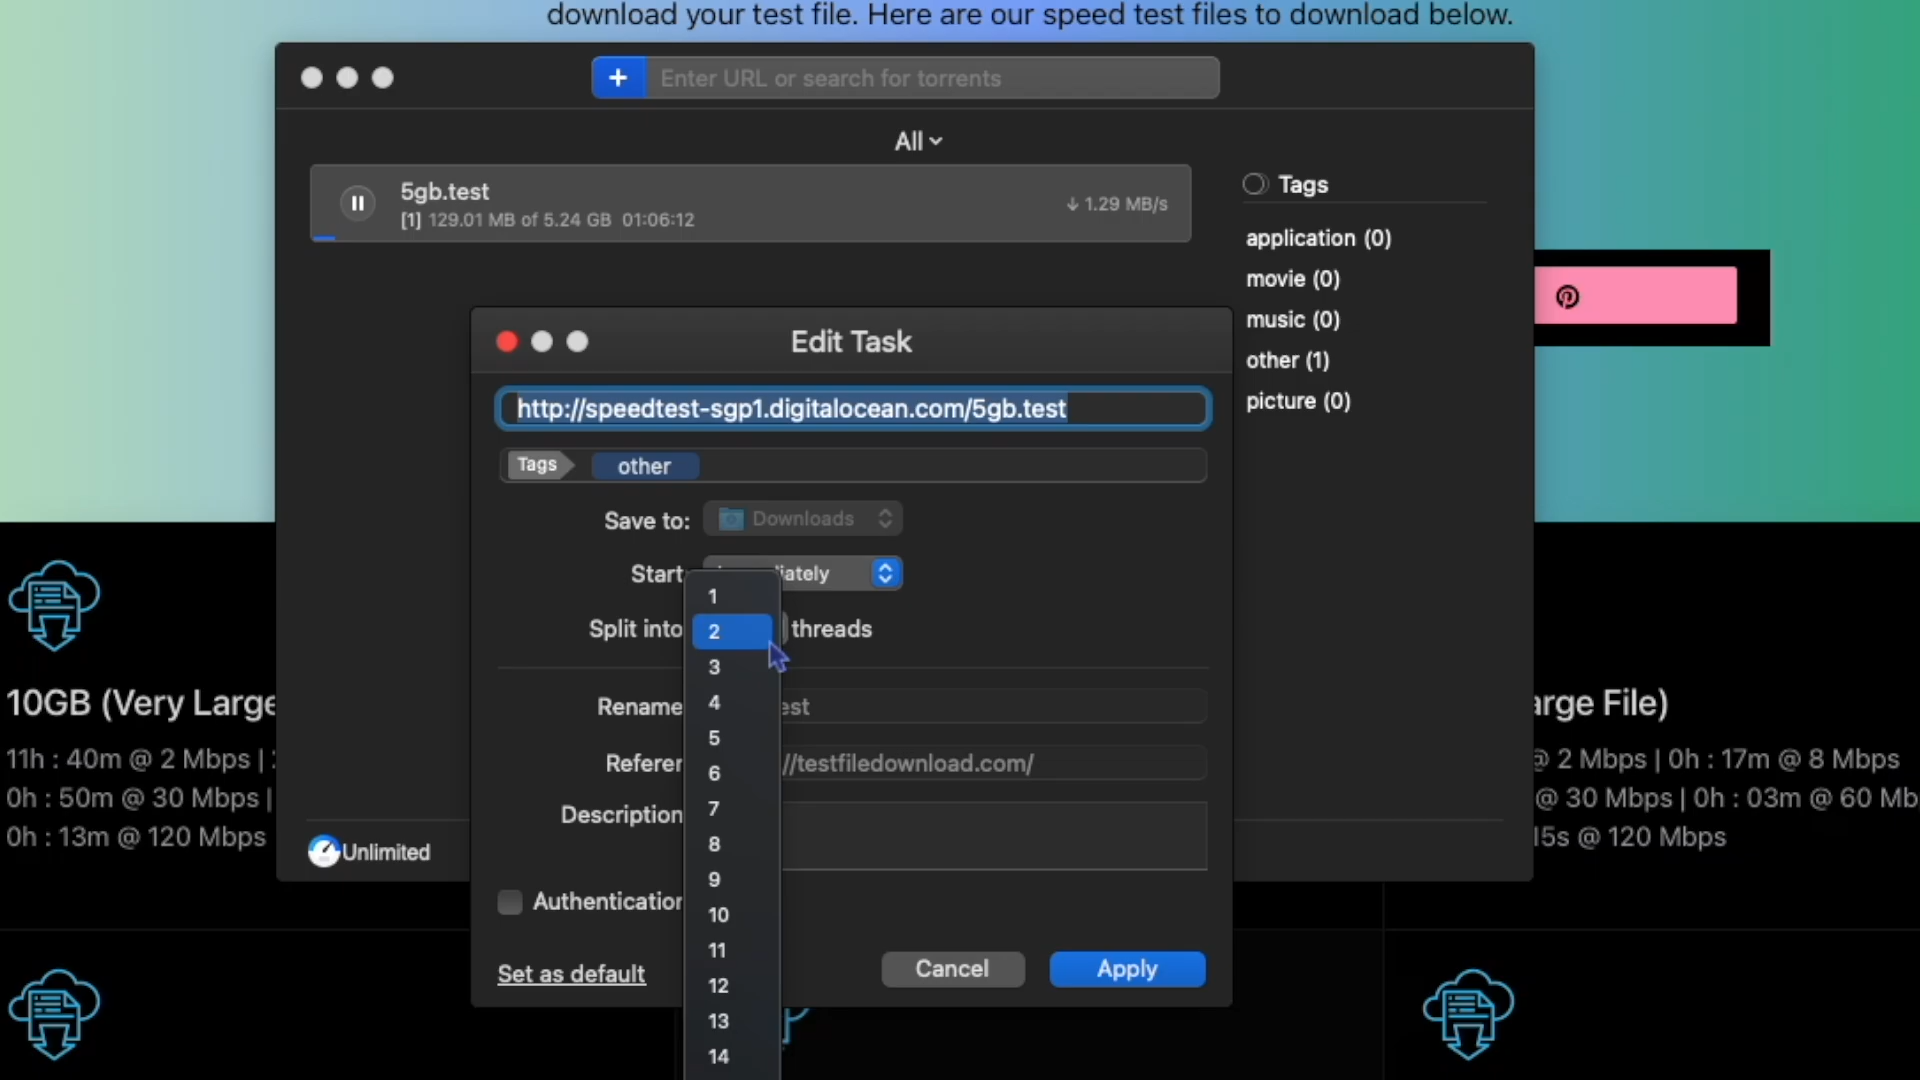 download your test file. Here are our speed test files to download below.
+ Enter URL or search for torrents
All
5gb.test
[1] 129.01 MB of 5.24 GB 01:06:12
↓ 1.29 MB/s
Tags
application (0)
movie (0)
music (0)
other (1)
picture (0)
Edit Task
http://speedtest-sgp1.digitalocean.com/5gb.test
Tags other
Save to: Downloads
Start
Split into threads
Rename
Referer //testfiledownload.com/
Description
Authentication
Set as default
Cancel
Apply
1
2
3
4
5
6
7
8
9
10
11
12
13
14
Unlimited
10GB (Very Large
11h : 40m @ 2 Mbps |
0h : 50m @ 30 Mbps |
0h : 13m @ 120 Mbps
File)
@ 2 Mbps | 0h : 17m @ 8 Mbps
@ 30 Mbps | 0h : 03m @ 60 Mb
15s @ 120 Mbps